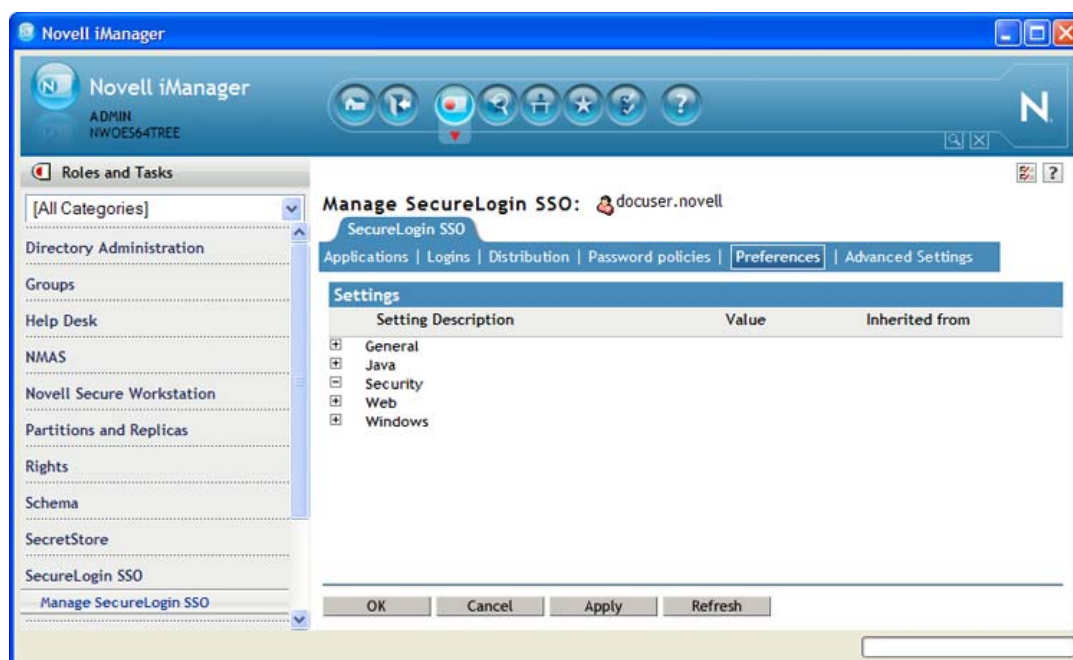 Novell iManager
Novell iManager
ADMIN
NWOES64TREE
N
Roles and Tasks
[All Categories]
Directory Administration
Groups
Help Desk
NMAS
Novell Secure Workstation
Partitions and Replicas
Rights
Schema
SecretStore
SecureLogin SSO
Manage SecureLogin SSO
Manage SecureLogin SSO: docuser.novell
SecureLogin SSO
Applications | Logins | Distribution | Password policies | Preferences | Advanced Settings
Settings
Setting Description Value Inherited from
General
Java
Security
Web
Windows
OK Cancel Apply Refresh